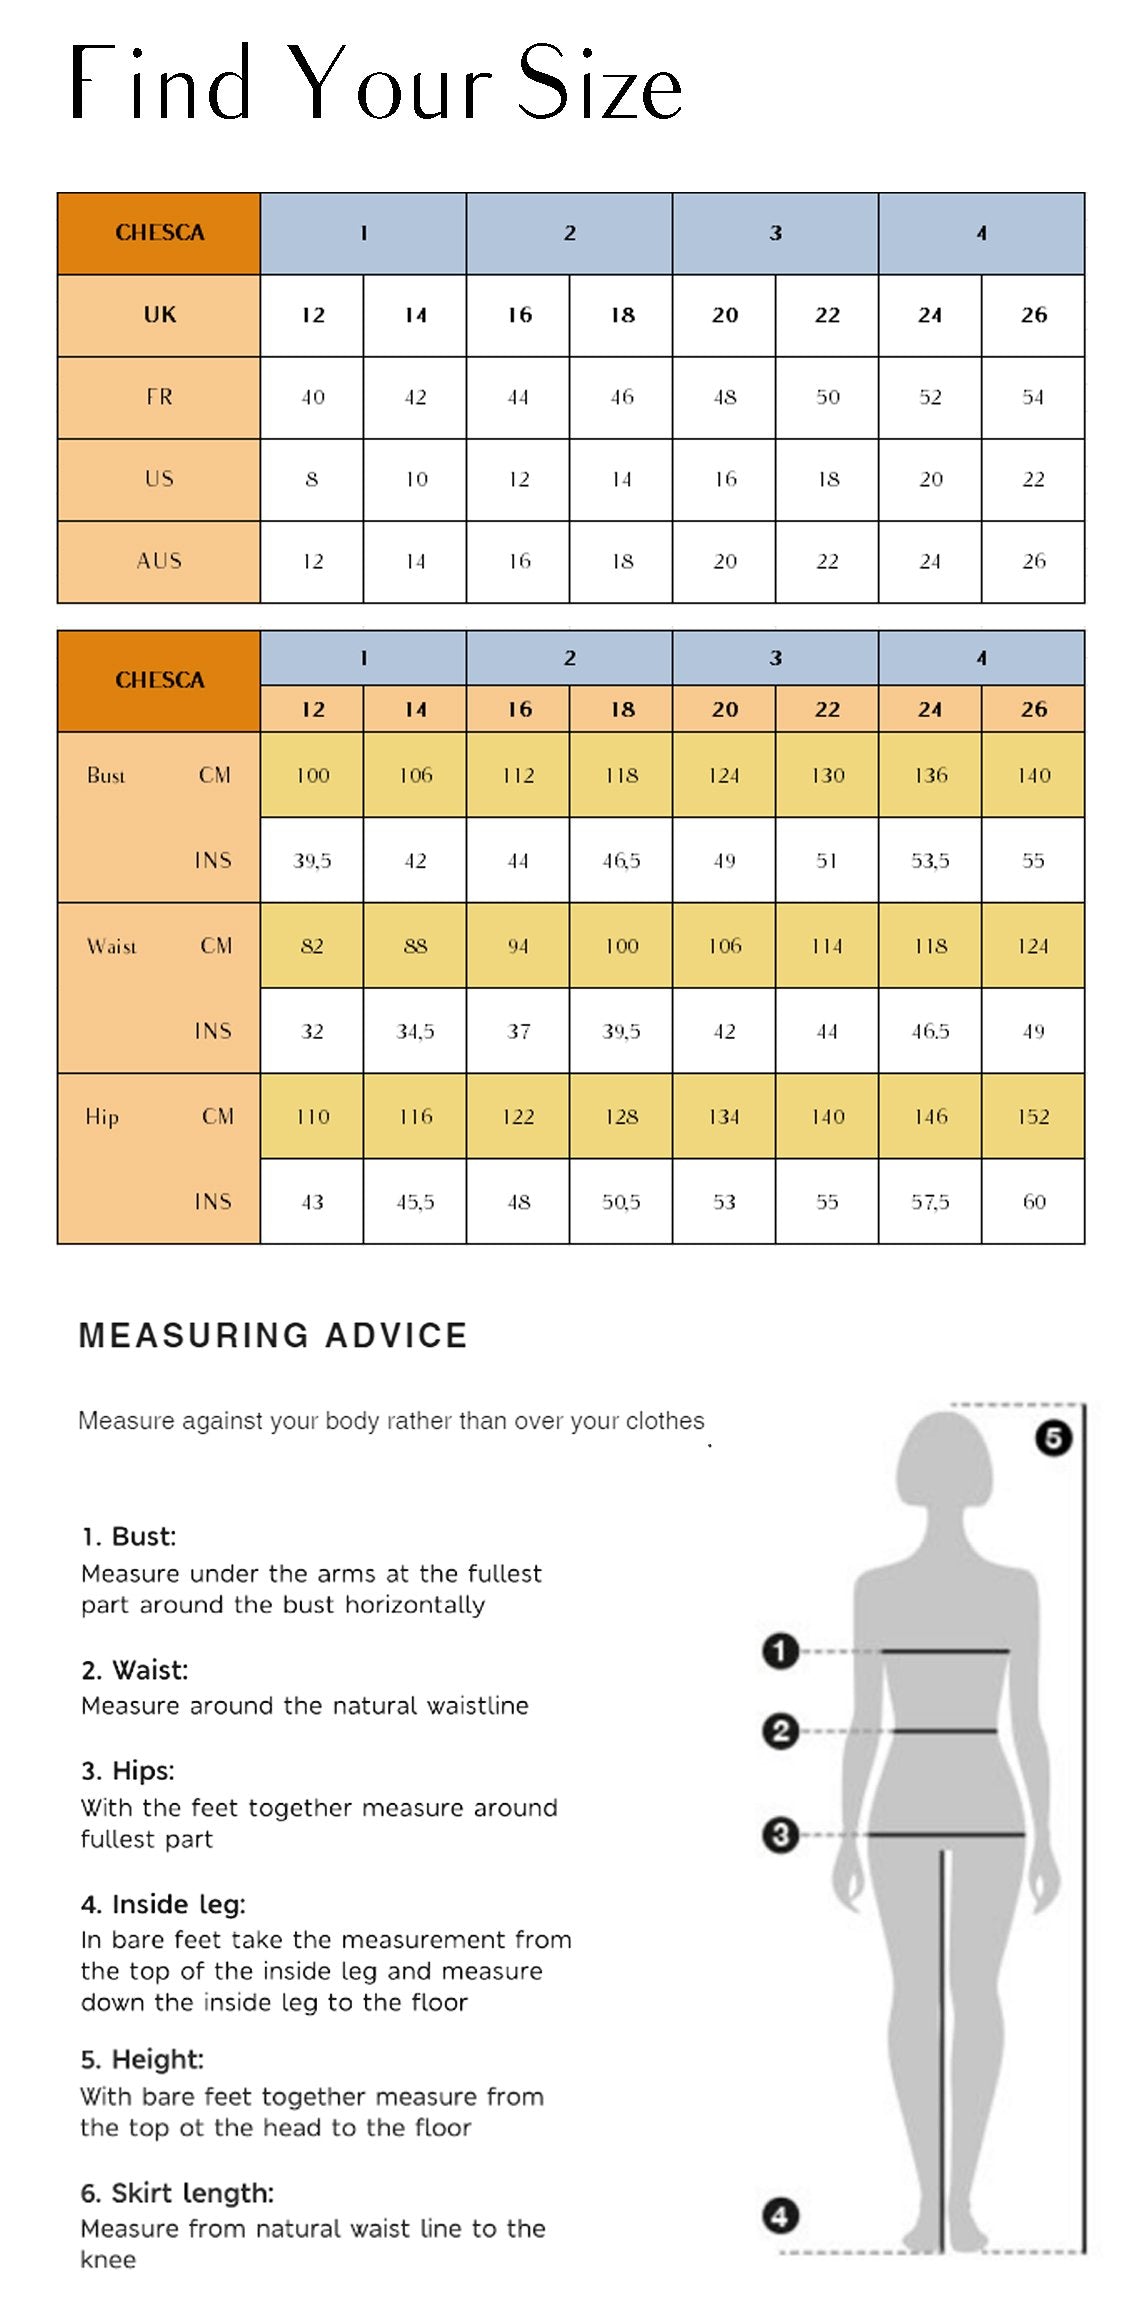 Find Your Size
CHESCA 1 2 3 4
UK 12 14 16 18 20 22 24 26
FR 40 42 44 46 48 50 52 54
US 8 10 12 14 16 18 20 22
AUS 12 14 16 18 20 22 24 26
CHESCA 1 2 3 4
12 14 16 18 20 22 24 26
Bust CM 100 106 112 118 124 130 136 140
INS 39,5 42 44 46,5 49 51 53,5 55
Waist CM 82 88 94 100 106 114 118 124
INS 32 34,5 37 39,5 42 44 46.5 49
Hip CM 110 116 122 128 134 140 146 152
INS 43 45,5 48 50,5 53 55 57,5 60
MEASURING ADVICE
Measure against your body rather than over your clothes
.
1. Bust:
Measure under the arms at the fullest
part around the bust horizontally
2. Waist:
Measure around the natural waistline
3. Hips:
With the feet together measure around
fullest part
4. Inside leg:
In bare feet take the measurement from
the top of the inside leg and measure
down the inside leg to the floor
5. Height:
With bare feet together measure from
the top ot the head to the floor
6. Skirt length:
Measure from natural waist line to the
knee
5
1
2
3
4